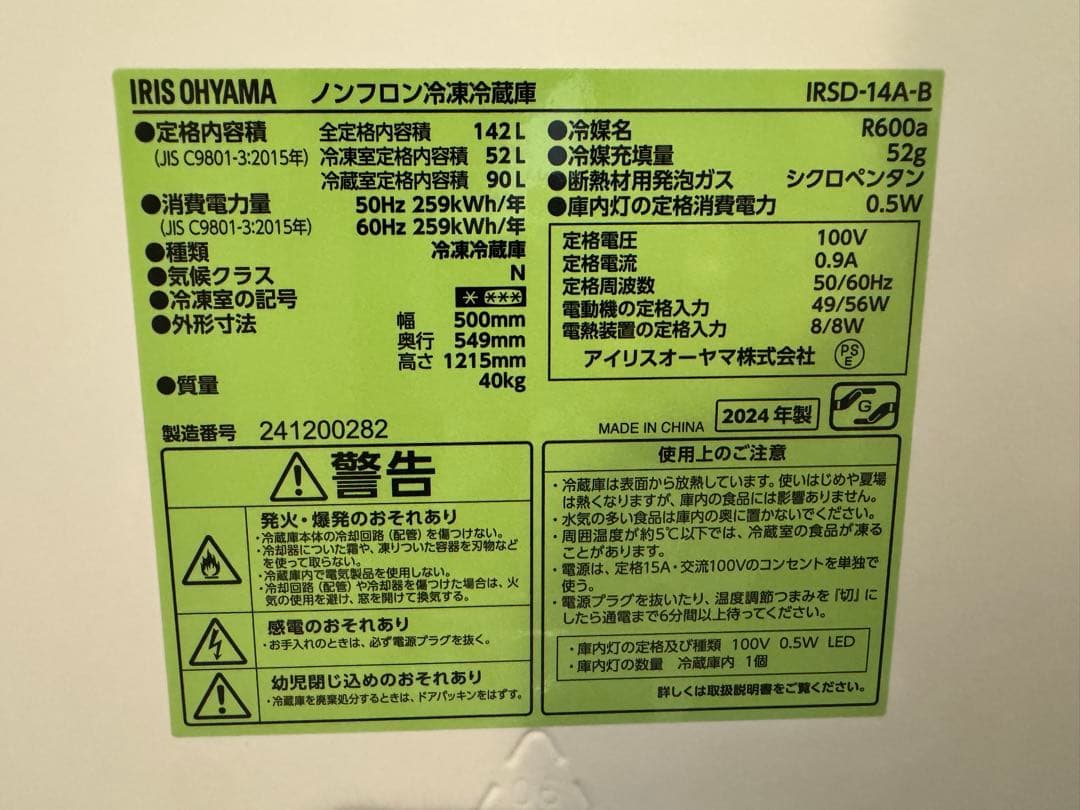 IRIS OHYAMA ノンフロン冷凍冷蔵庫 IRSD-14A-B
●定格内容積 全定格内容積 142 L
(JIS C9801-3:2015年) 冷凍室定格内容積 52 L
冷蔵室定格内容積 90 L
●消費電力量 50Hz 259kWh/年
(JIS C9801-3:2015年) 60Hz 259kWh/年
●種類 冷凍冷蔵庫
●気候クラス N
●冷凍室の記号 * ***
●外形寸法 幅 500mm
奥行 549mm
高さ 1215mm
●質量 40kg
製造番号 241200282
●冷媒名 R600a
●冷媒充填量 52g
●断熱材用発泡ガス シクロペンタン
●庫内灯の定格消費電力 0.5W
定格電圧 100V
定格電流 0.9A
定格周波数 50/60Hz
電動機の定格入力 49/56W
電熱装置の定格入力 8/8W
アイリスオーヤマ株式会社 PSE
MADE IN CHINA 2024年製 G
警告
発火・爆発のおそれあり
・冷蔵庫本体の冷却回路(配管)を傷つけない。
・冷却器についた霜や、凍りついた容器を刃物など
を使って取らない。
・冷蔵庫内で電気製品を使用しない。
・冷却回路(配管)や冷却器を傷つけた場合は、火
気の使用を避け、窓を開けて換気する。
感電のおそれあり
・お手入れのときは、必ず電源プラグを抜く。
幼児閉じ込めのおそれあり
・冷蔵庫を廃棄処分するときは、ドアパッキンをはずす。
使用上のご注意
・冷蔵庫は表面から放熱しています。使いはじめや夏場
は熱くなりますが、庫内の食品には影響ありません。
・水気の多い食品は庫内の奥に置かないでください。
・周囲温度が約5℃以下では、冷蔵室の食品が凍る
ことがあります。
・電源は、定格15A・交流100Vのコンセントを単独で
使う。
・電源プラグを抜いたり、温度調節つまみを『切』に
したら通電まで6分間以上待ってください。
・庫内灯の定格及び種類 100V 0.5W LED
・庫内灯の数量 冷蔵庫内 1個
詳しくは取扱説明書をご覧ください。
06